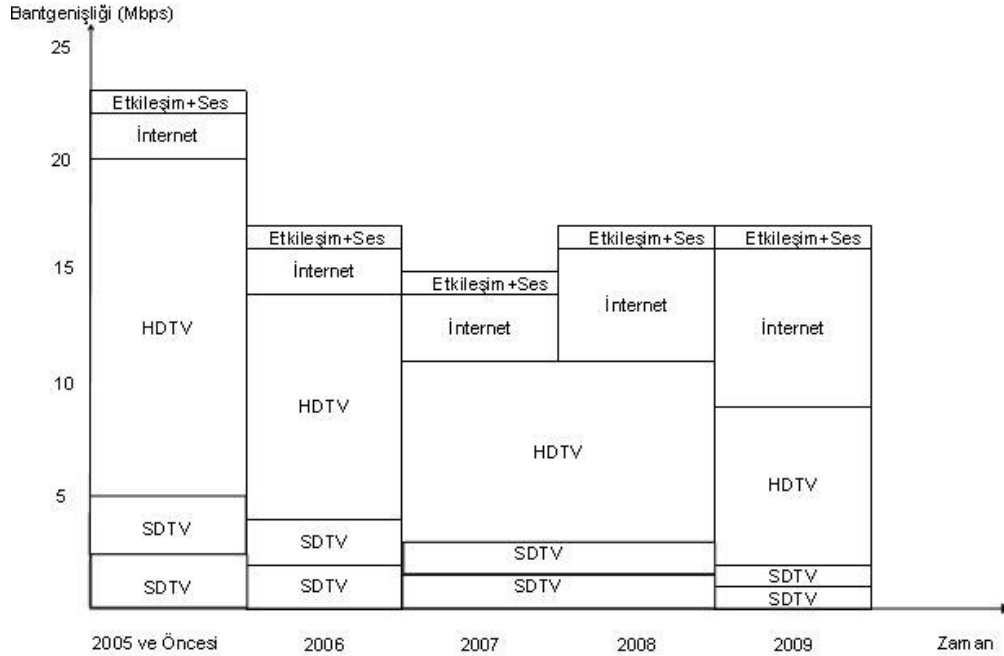 Bantgenişliği (Mbps)
25
20
15
10
5
Etkileşim+Ses
İnternet
HDTV
SDTV
SDTV
Etkileşim+Ses
İnternet
HDTV
SDTV
SDTV
Etkileşim+Ses
İnternet
Etkileşim+Ses
İnternet
HDTV
SDTV
SDTV
Etkileşim+Ses
İnternet
HDTV
SDTV
SDTV
2005 ve Öncesi 2006 2007 2008 2009 Zaman